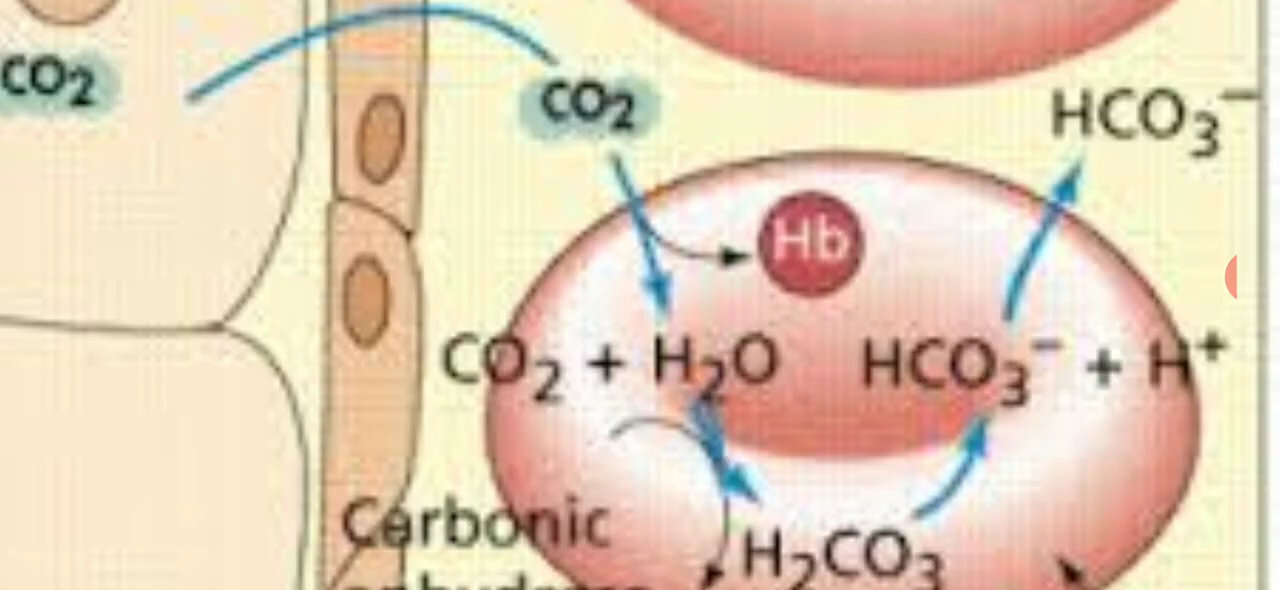 CO₂
CO₂
HCO₃⁻
Hb
CO₂ + H₂O
HCO₃⁻ + H⁺
Carbonic
H₂CO₃